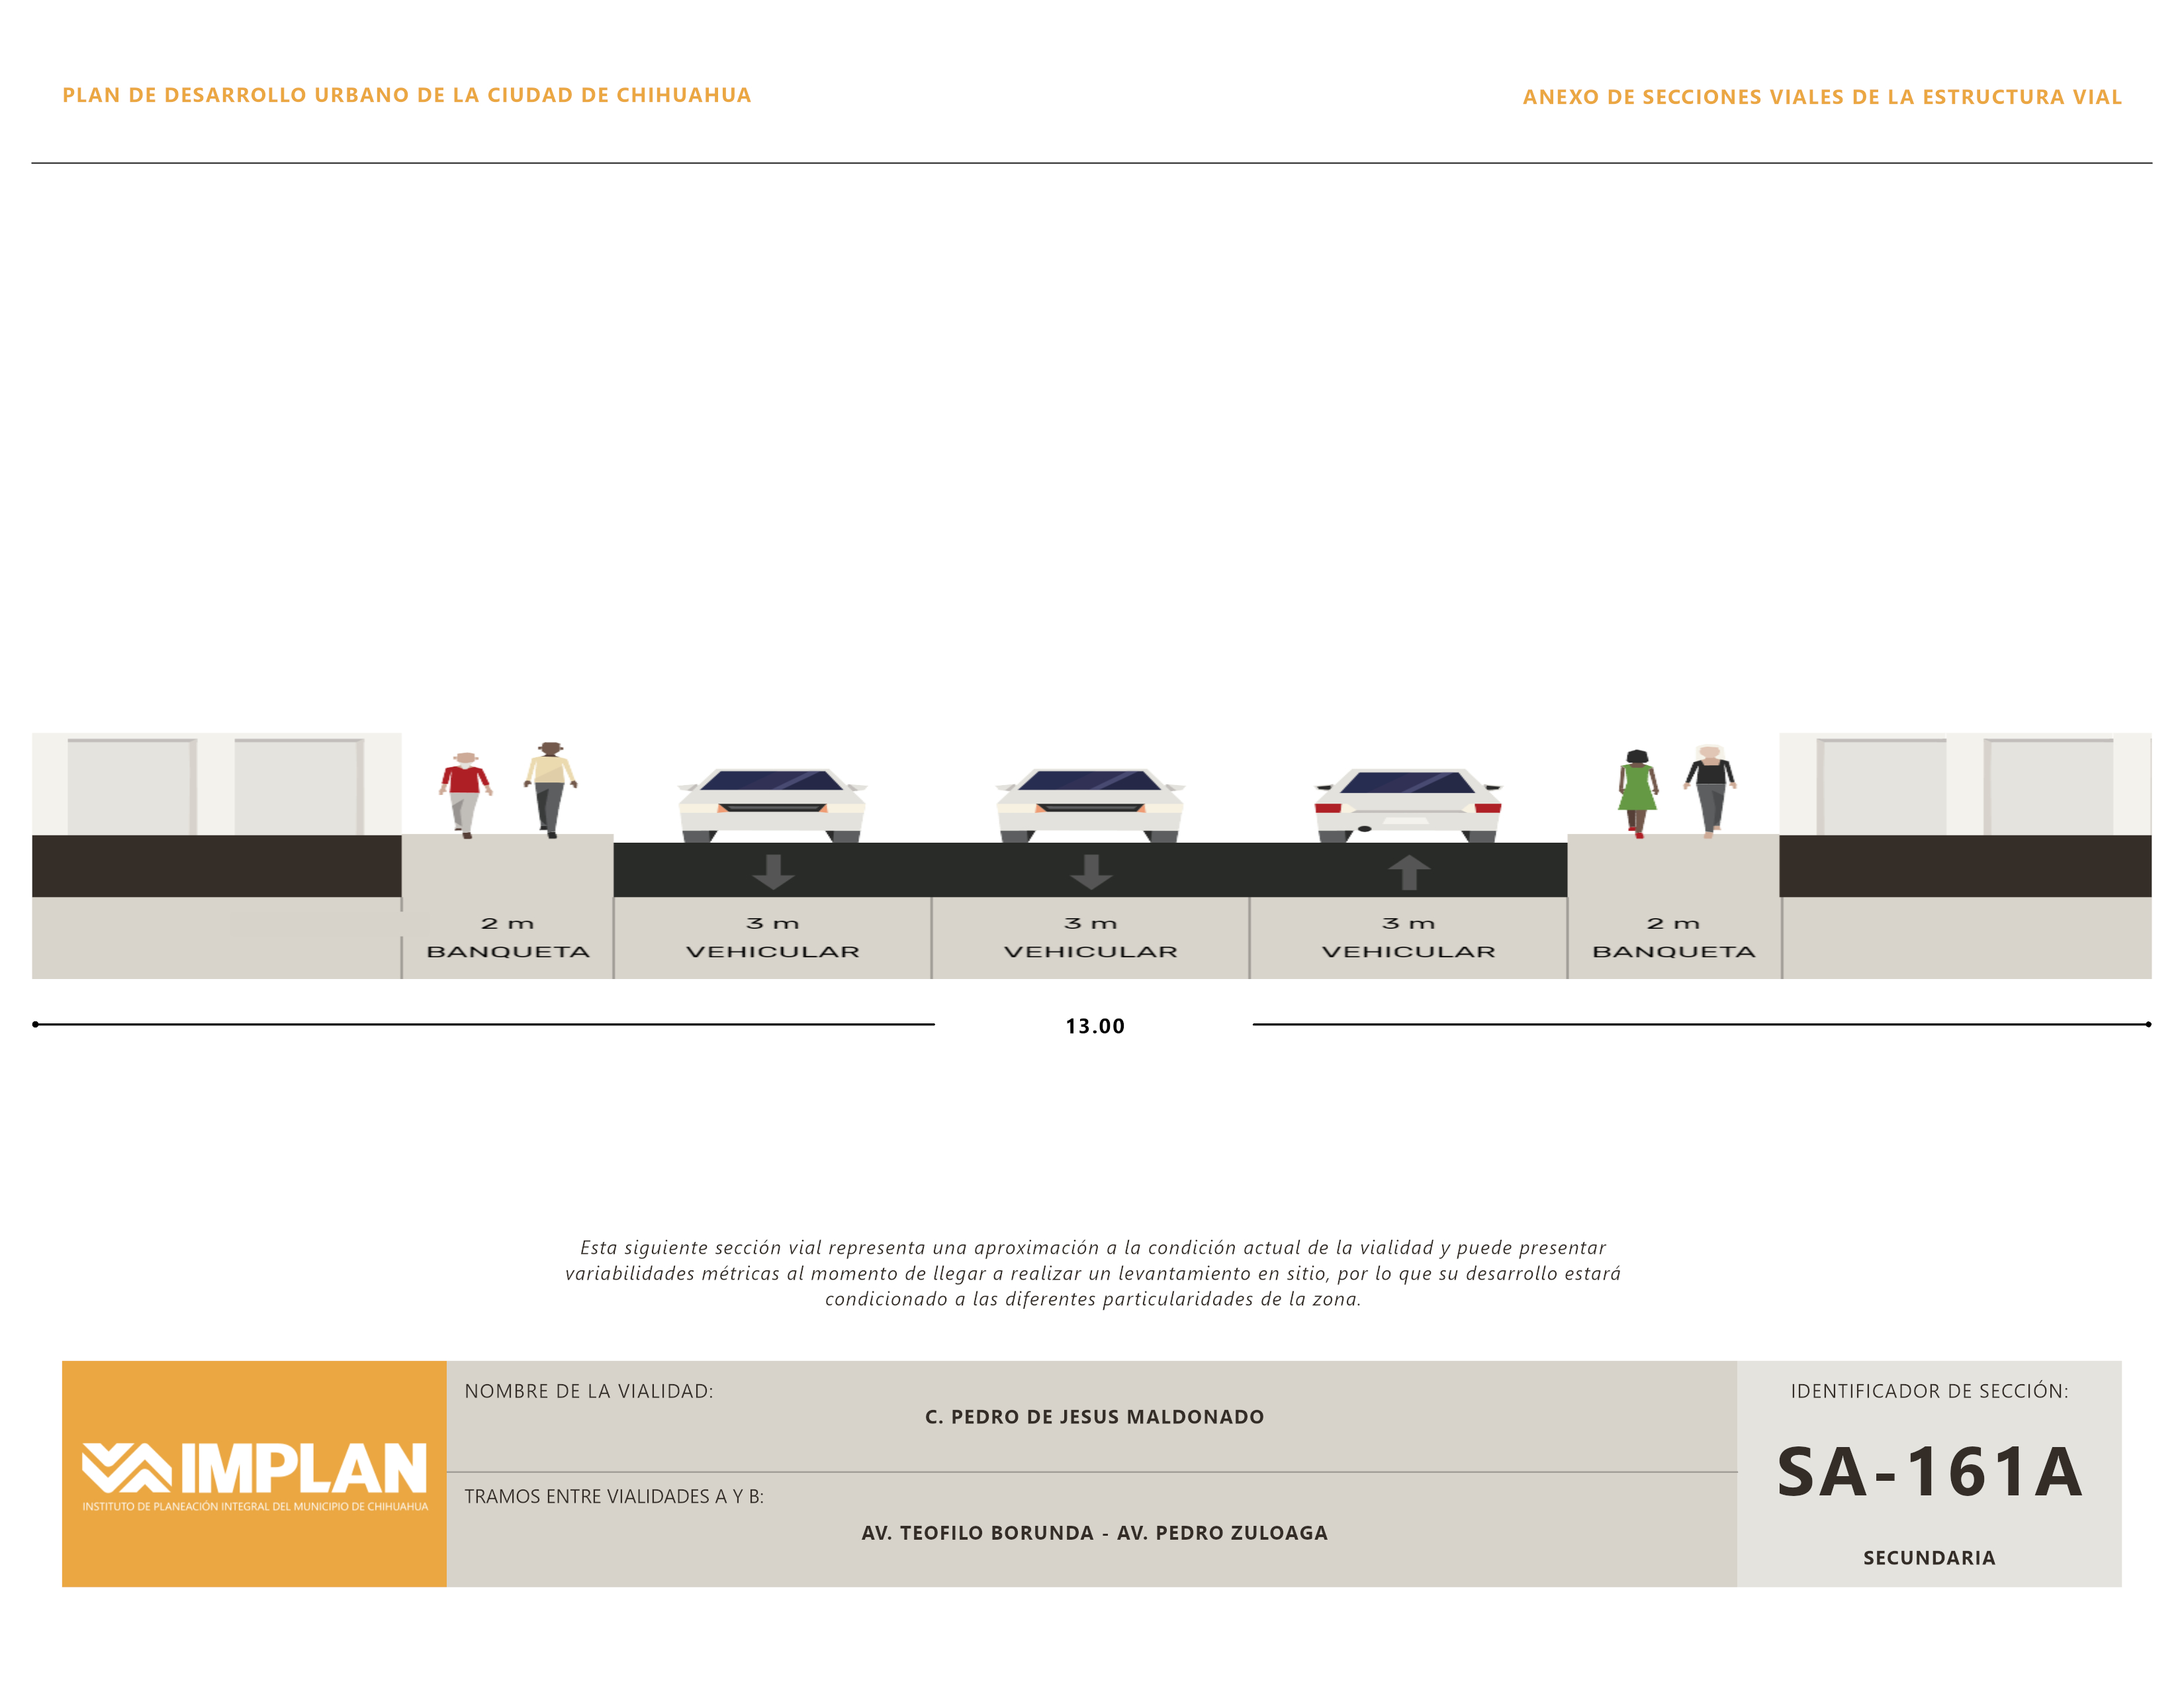 PLAN DE DESARROLLO URBANO DE LA CIUDAD DE CHIHUAHUA
ANEXO DE SECCIONES VIALES DE LA ESTRUCTURA VIAL
2 m
BANQUETA
3 m
VEHICULAR
3 m
VEHICULAR
3 m
VEHICULAR
2 m
BANQUETA
13.00
Esta siguiente sección vial representa una aproximación a la condición actual de la vialidad y puede presentar
variabilidades métricas al momento de llegar a realizar un levantamiento en sitio, por lo que su desarrollo estará
condicionado a las diferentes particularidades de la zona.
IMPLAN
INSTITUTO DE PLANEACIÓN INTEGRAL DEL MUNICIPIO DE CHIHUAHUA
NOMBRE DE LA VIALIDAD:
C. PEDRO DE JESUS MALDONADO
TRAMOS ENTRE VIALIDADES A Y B:
AV. TEOFILO BORUNDA - AV. PEDRO ZULOAGA
IDENTIFICADOR DE SECCIÓN:
SA-161A
SECUNDARIA